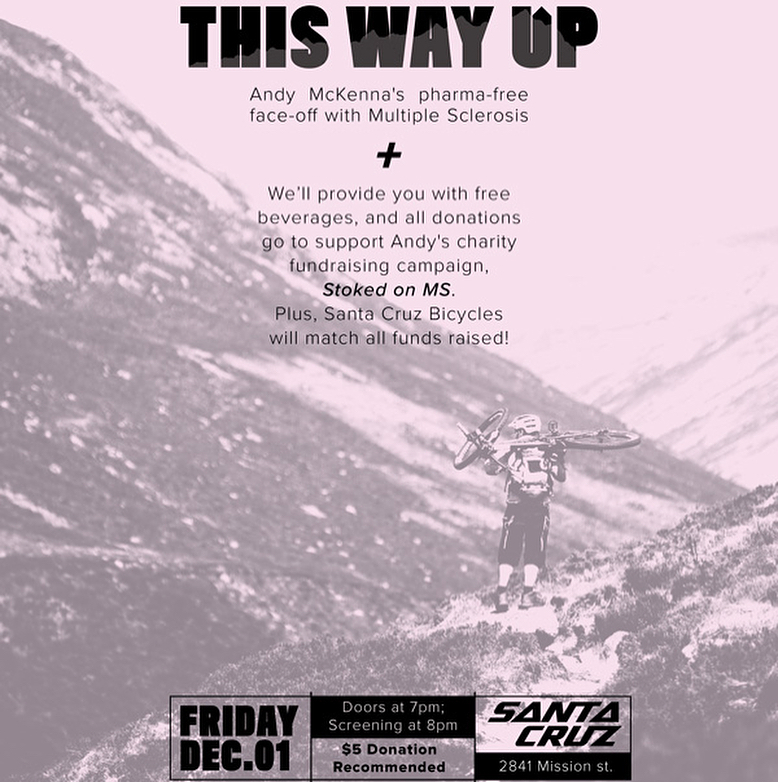 THIS WAY UP
Andy McKenna's pharma-free
face-off with Multiple Sclerosis
+
We'll provide you with free
beverages, and all donations
go to support Andy's charity
fundraising campaign,
Stoked on MS.
Plus, Santa Cruz Bicycles
will match all funds raised!
FRIDAY
DEC.01
Doors at 7pm;
Screening at 8pm
$5 Donation
Recommended
SANTA
CRUZ
2841 Mission st.